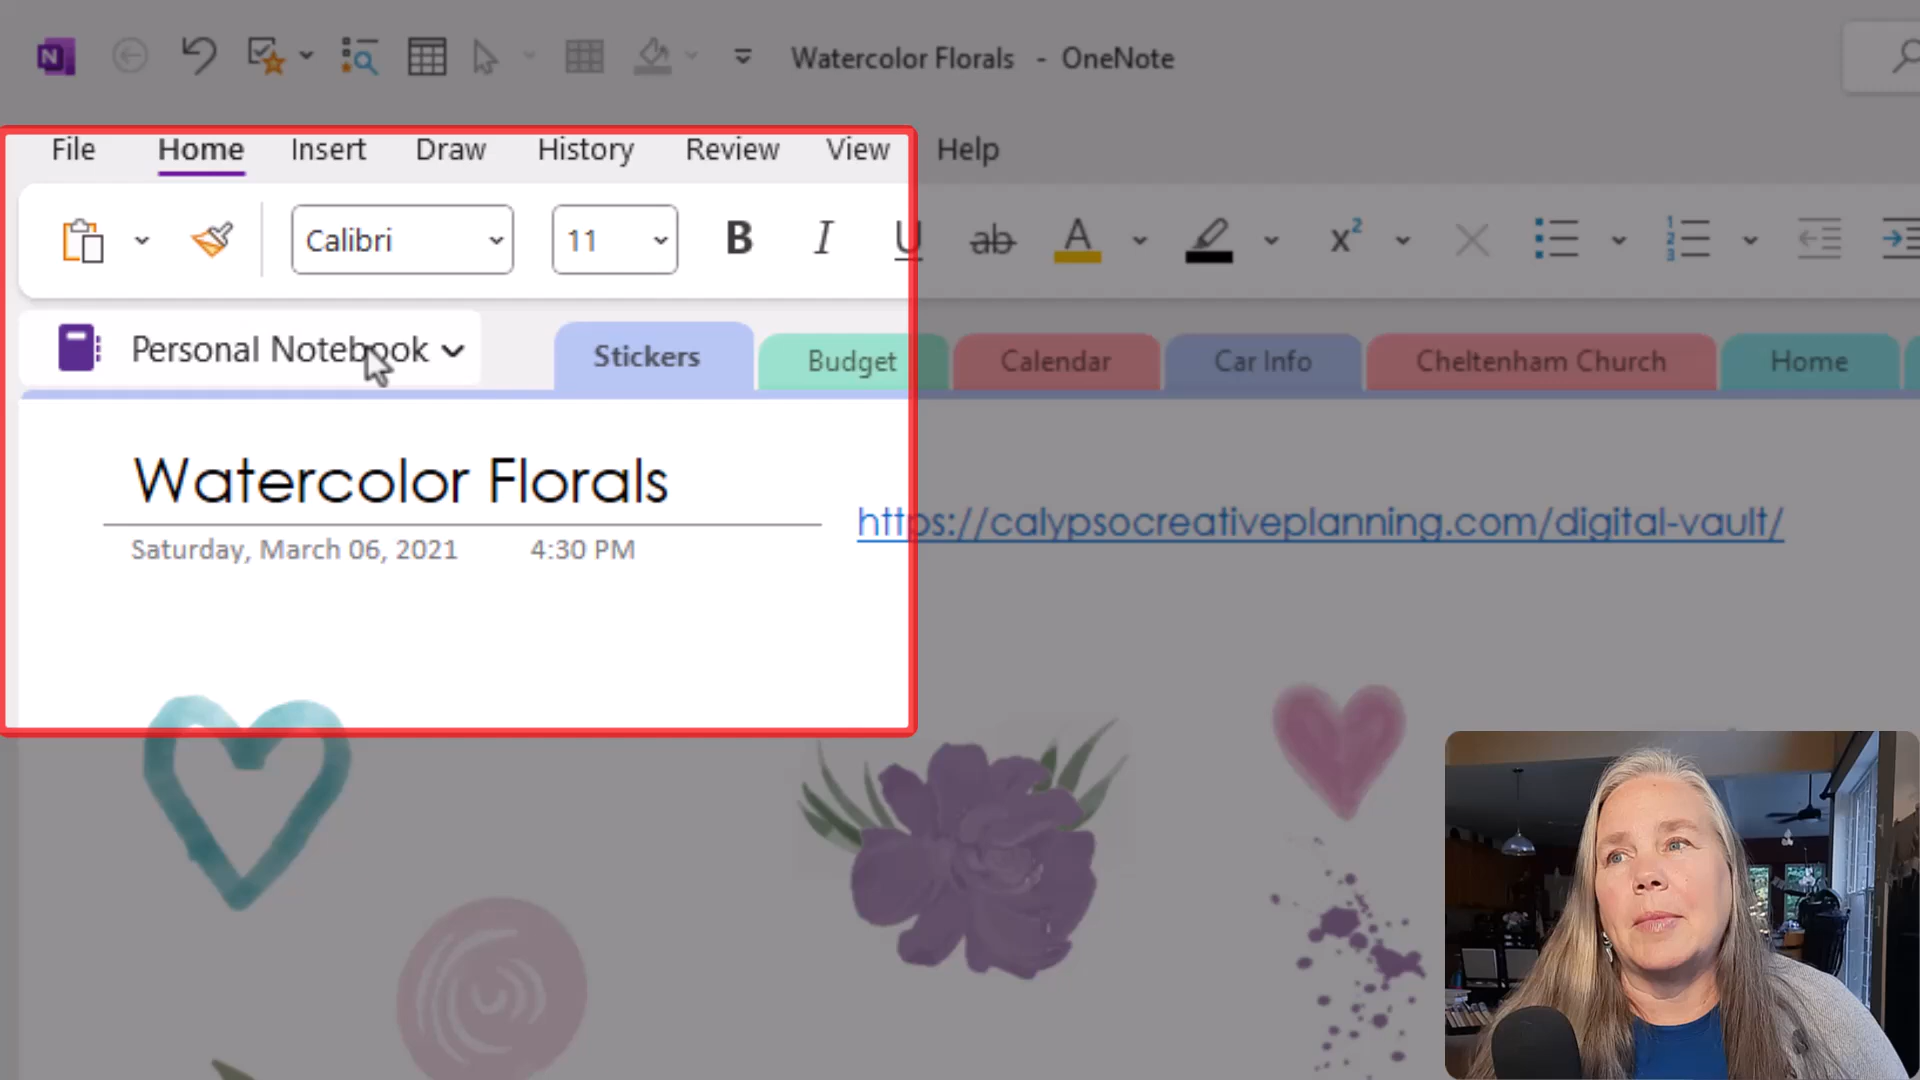 Watercolor Florals - OneNote
File Home Insert Draw History Review View Help
Calibri 11 B I U ab A x²
Personal Notebook Stickers Budget Calendar Car Info Cheltenham Church Home
Watercolor Florals
https://calypsocreativeplanning.com/digital-vault/
Saturday, March 06, 2021 4:30 PM